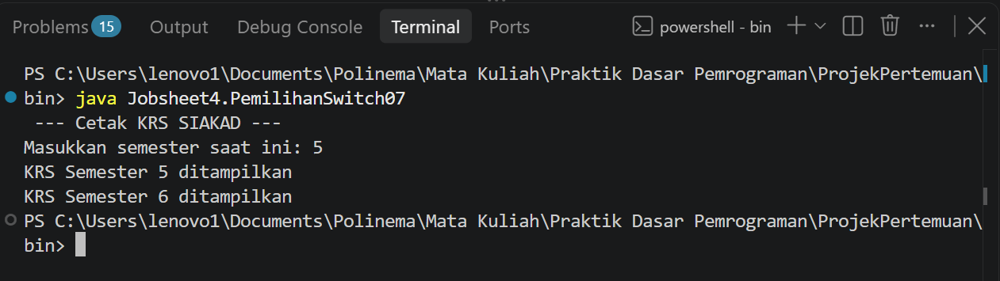 Problems 15 Output Debug Console Terminal Ports powershell - bin
PS C:\Users\lenovo1\Documents\Polinema\Mata Kuliah\Praktik Dasar Pemrograman\ProjekPertemuan\
bin> java Jobsheet4.PemilihanSwitch07
 --- Cetak KRS SIAKAD ---
Masukkan semester saat ini: 5
KRS Semester 5 ditampilkan
KRS Semester 6 ditampilkan
PS C:\Users\lenovo1\Documents\Polinema\Mata Kuliah\Praktik Dasar Pemrograman\ProjekPertemuan\
bin>